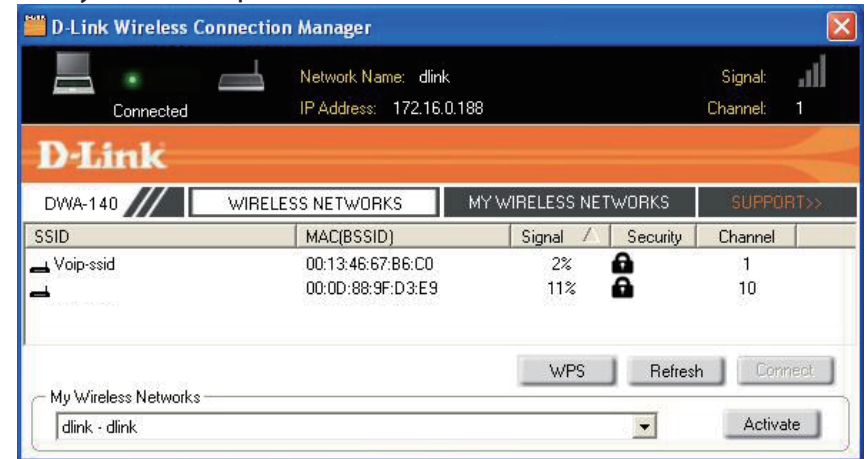 D-Link Wireless Connection Manager
Network Name: dlink Signal:
Connected IP Address: 172.16.0.188 Channel: 1
D-Link
DWA-140 WIRELESS NETWORKS MY WIRELESS NETWORKS SUPPORT>>
SSID MAC(BSSID) Signal Security Channel
Voip-ssid 00:13:46:67:B6:C0 2% 1
00:0D:88:9F:D3:E9 11% 10
WPS Refresh Connect
My Wireless Networks
dlink - dlink Activate